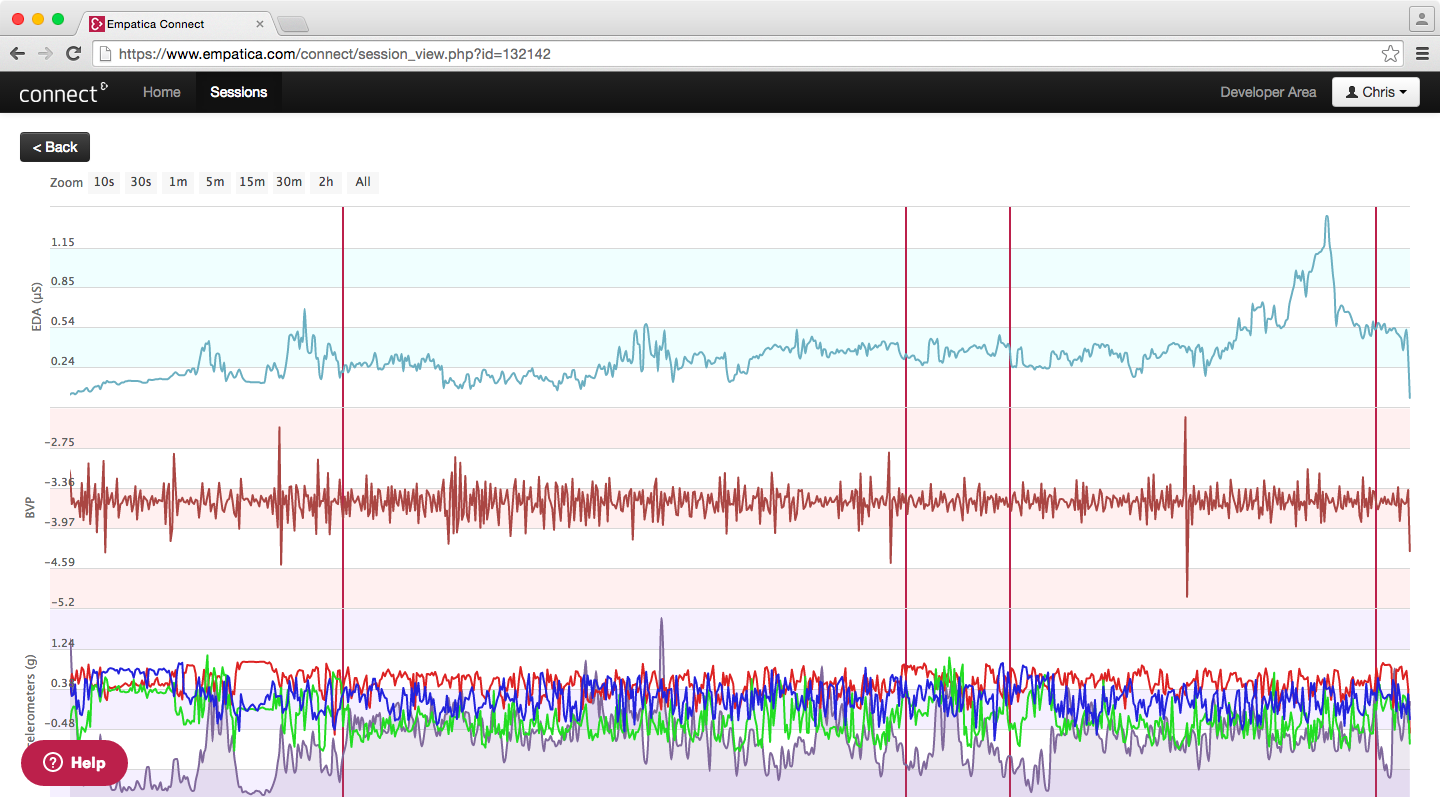 Empatica Connect
https://www.empatica.com/connect/session_view.php?id=132142
connect Home Sessions Developer Area Chris
< Back
Zoom 10s 30s 1m 5m 15m 30m 2h All
1.15
0.85
EDA (µS)
0.54
0.24
-2.75
-3.36
BVP
-3.97
-4.59
-5.2
1.24
elerometers (g)
0.3
-0.48
? Help